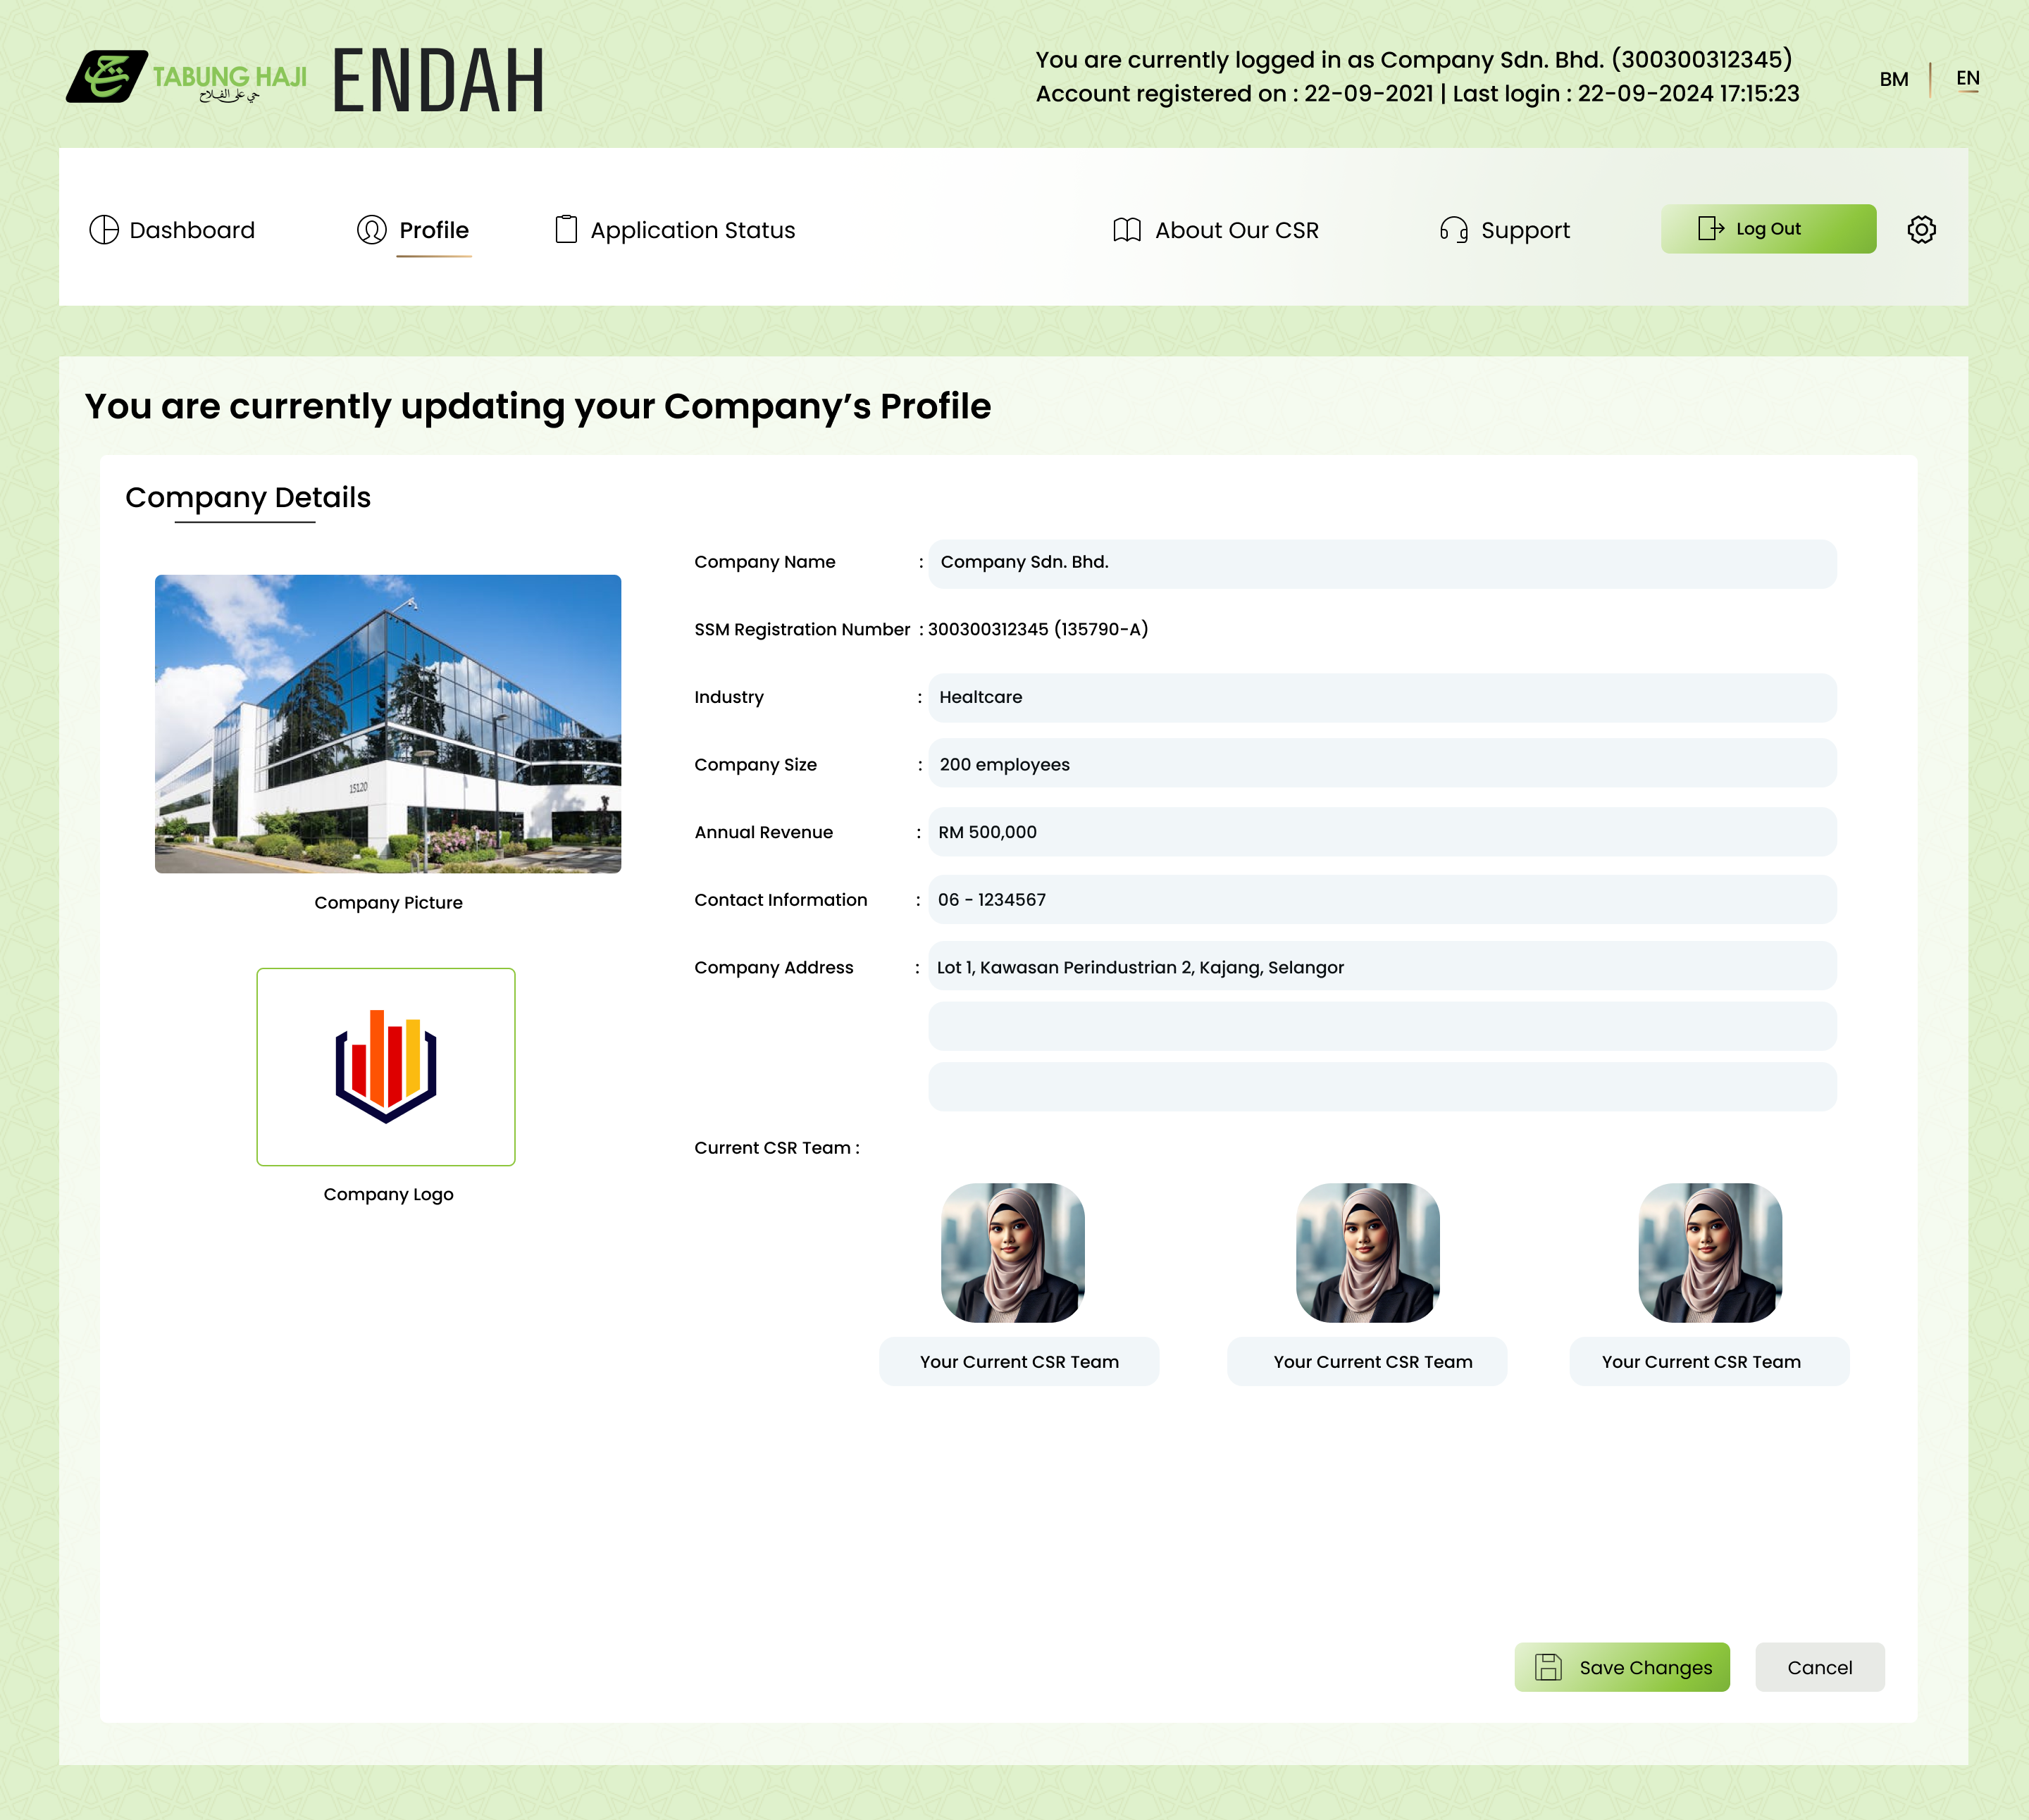 TABUNG HAJI
حي على الفلاح
ENDAH
You are currently logged in as Company Sdn. Bhd. (300300312345)
Account registered on : 22-09-2021 | Last login : 22-09-2024 17:15:23
BM
EN
Dashboard
Profile
Application Status
About Our CSR
Support
Log Out
You are currently updating your Company’s Profile
Company Details
Company Name : Company Sdn. Bhd.
SSM Registration Number : 300300312345 (135790-A)
Industry : Healtcare
Company Size : 200 employees
Annual Revenue : RM 500,000
Contact Information : 06 - 1234567
Company Address : Lot 1, Kawasan Perindustrian 2, Kajang, Selangor
15120
Company Picture
Company Logo
Current CSR Team :
Your Current CSR Team
Your Current CSR Team
Your Current CSR Team
Save Changes
Cancel